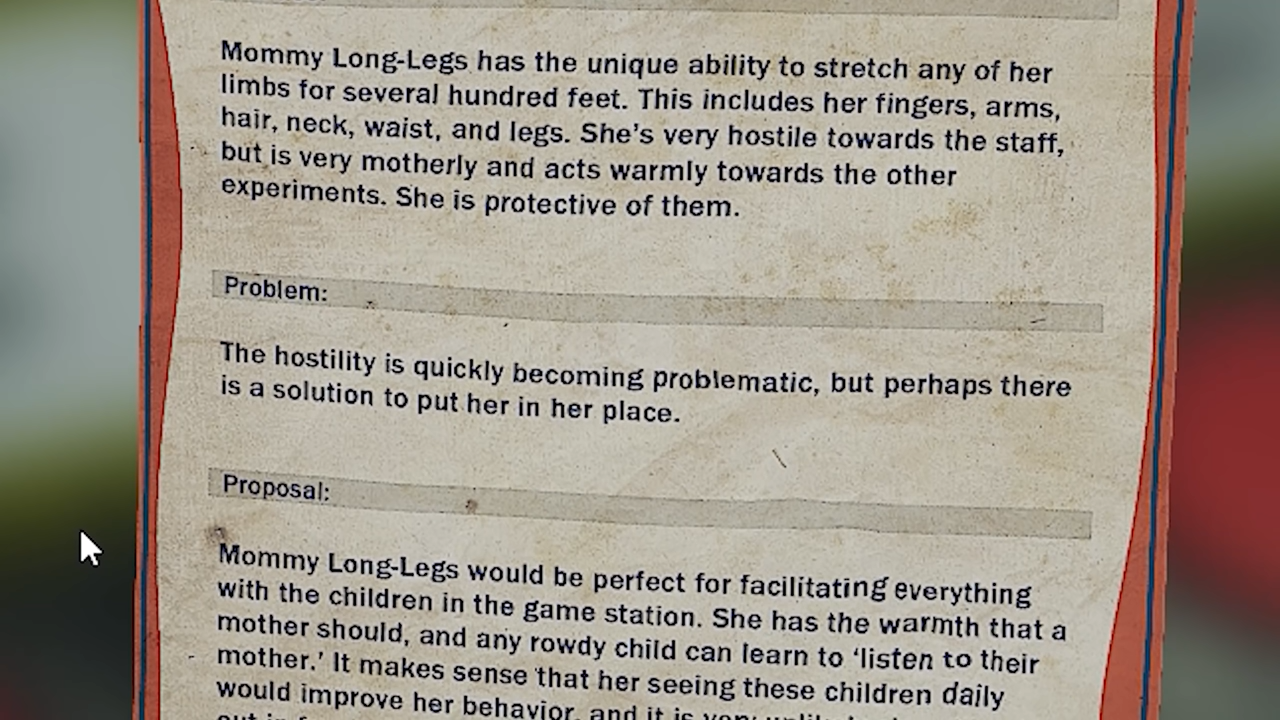 Mommy Long-Legs has the unique ability to stretch any of her
limbs for several hundred feet. This includes her fingers, arms,
hair, neck, waist, and legs. She's very hostile towards the staff,
but is very motherly and acts warmly towards the other
experiments. She is protective of them.
Problem:
The hostility is quickly becoming problematic, but perhaps there
is a solution to put her in her place.
Proposal:
Mommy Long-Legs would be perfect for facilitating everything
with the children in the game station. She has the warmth that a
mother should, and any rowdy child can learn to 'listen to their
mother.' It makes sense that her seeing these children daily
would improve her behavior, and it is very